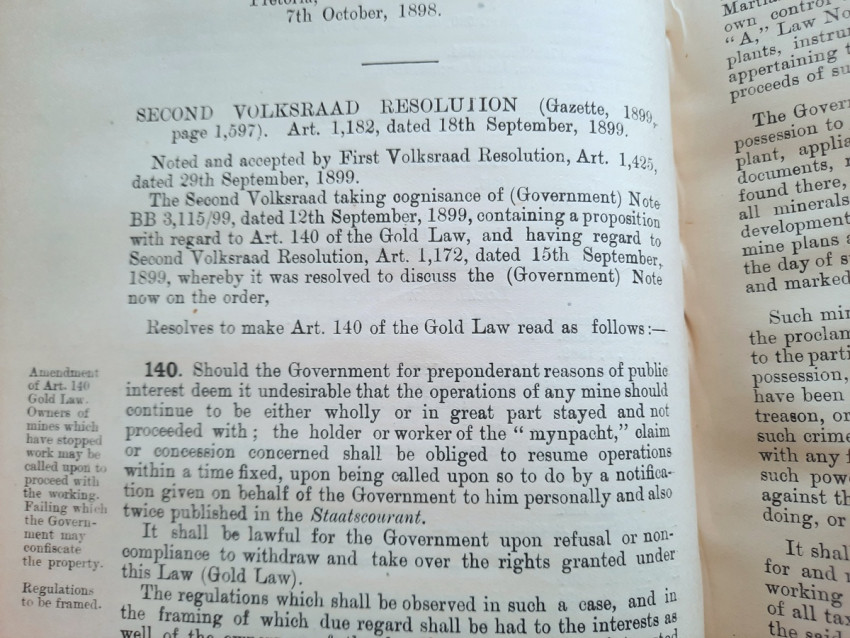 7th October, 1898.
SECOND VOLKSRAAD RESOLUTION (Gazette, 1899,
page 1,597). Art. 1,182, dated 18th September, 1899.
Noted and accepted by First Volksraad Resolution, Art. 1,425,
dated 29th September, 1899.
The Second Volksraad taking cognisance of (Government) Note
BB 3,115/99, dated 12th September, 1899, containing a proposition
with regard to Art. 140 of the Gold Law, and having regard to
Second Volksraad Resolution, Art. 1,172, dated 15th September,
1899, whereby it was resolved to discuss the (Government) Note
now on the order,
Resolves to make Art. 140 of the Gold Law read as follows:—
Amendment
of Art. 140
Gold Law.
Owners of
mines which
have stopped
work may be
called upon to
proceed with
the working.
Failing which
the Govern-
ment may
confiscate
the property.
Regulations
to be framed.
140. Should the Government for preponderant reasons of public
interest deem it undesirable that the operations of any mine should
continue to be either wholly or in great part stayed and not
proceeded with; the holder or worker of the "mynpacht," claim
or concession concerned shall be obliged to resume operations
within a time fixed, upon being called upon so to do by a notifica-
tion given on behalf of the Government to him personally and also
twice published in the Staatscourant.
It shall be lawful for the Government upon refusal or non-
compliance to withdraw and take over the rights granted under
this Law (Gold Law).
The regulations which shall be observed in such a case, and in
the framing of which due regard shall be had to the interests as
well of the
own control
"A," Law No
plants, instru
appertaining
proceeds of su
The Gover
possession to
plant, applia
documents,
found there,
all minerals
development
mine plans a
the day of s
and marked
Such min
the proclam
to the parti
possession,
have been
treason, or
such crime
with any
such powe
against th
doing, or
It shal
for and
working
of all tax
the said